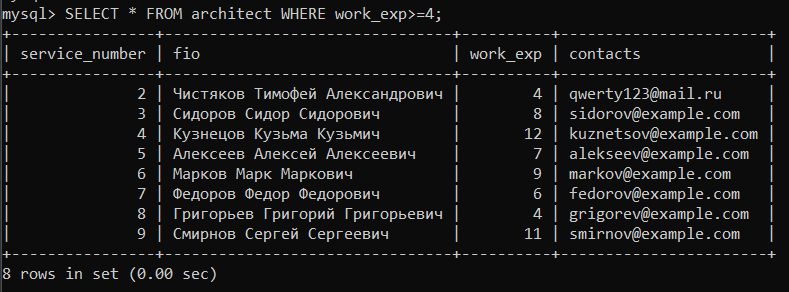 mysql> SELECT * FROM architect WHERE work_exp>=4;
+----------------+------------------------------+----------+-----------------------+
| service_number | fio                          | work_exp | contacts              |
+----------------+------------------------------+----------+-----------------------+
|              2 | Чистяков Тимофей Александрович |        4 | qwerty123@mail.ru     |
|              3 | Сидоров Сидор Сидорович      |        8 | sidorov@example.com   |
|              4 | Кузнецов Кузьма Кузьмич      |       12 | kuznetsov@example.com |
|              5 | Алексеев Алексей Алексеевич  |        7 | alekseev@example.com  |
|              6 | Марков Марк Маркович         |        9 | markov@example.com    |
|              7 | Федоров Федор Федорович      |        6 | fedorov@example.com   |
|              8 | Григорьев Григорий Григорьевич |        4 | grigorev@example.com  |
|              9 | Смирнов Сергей Сергеевич     |       11 | smirnov@example.com   |
+----------------+------------------------------+----------+-----------------------+
8 rows in set (0.00 sec)